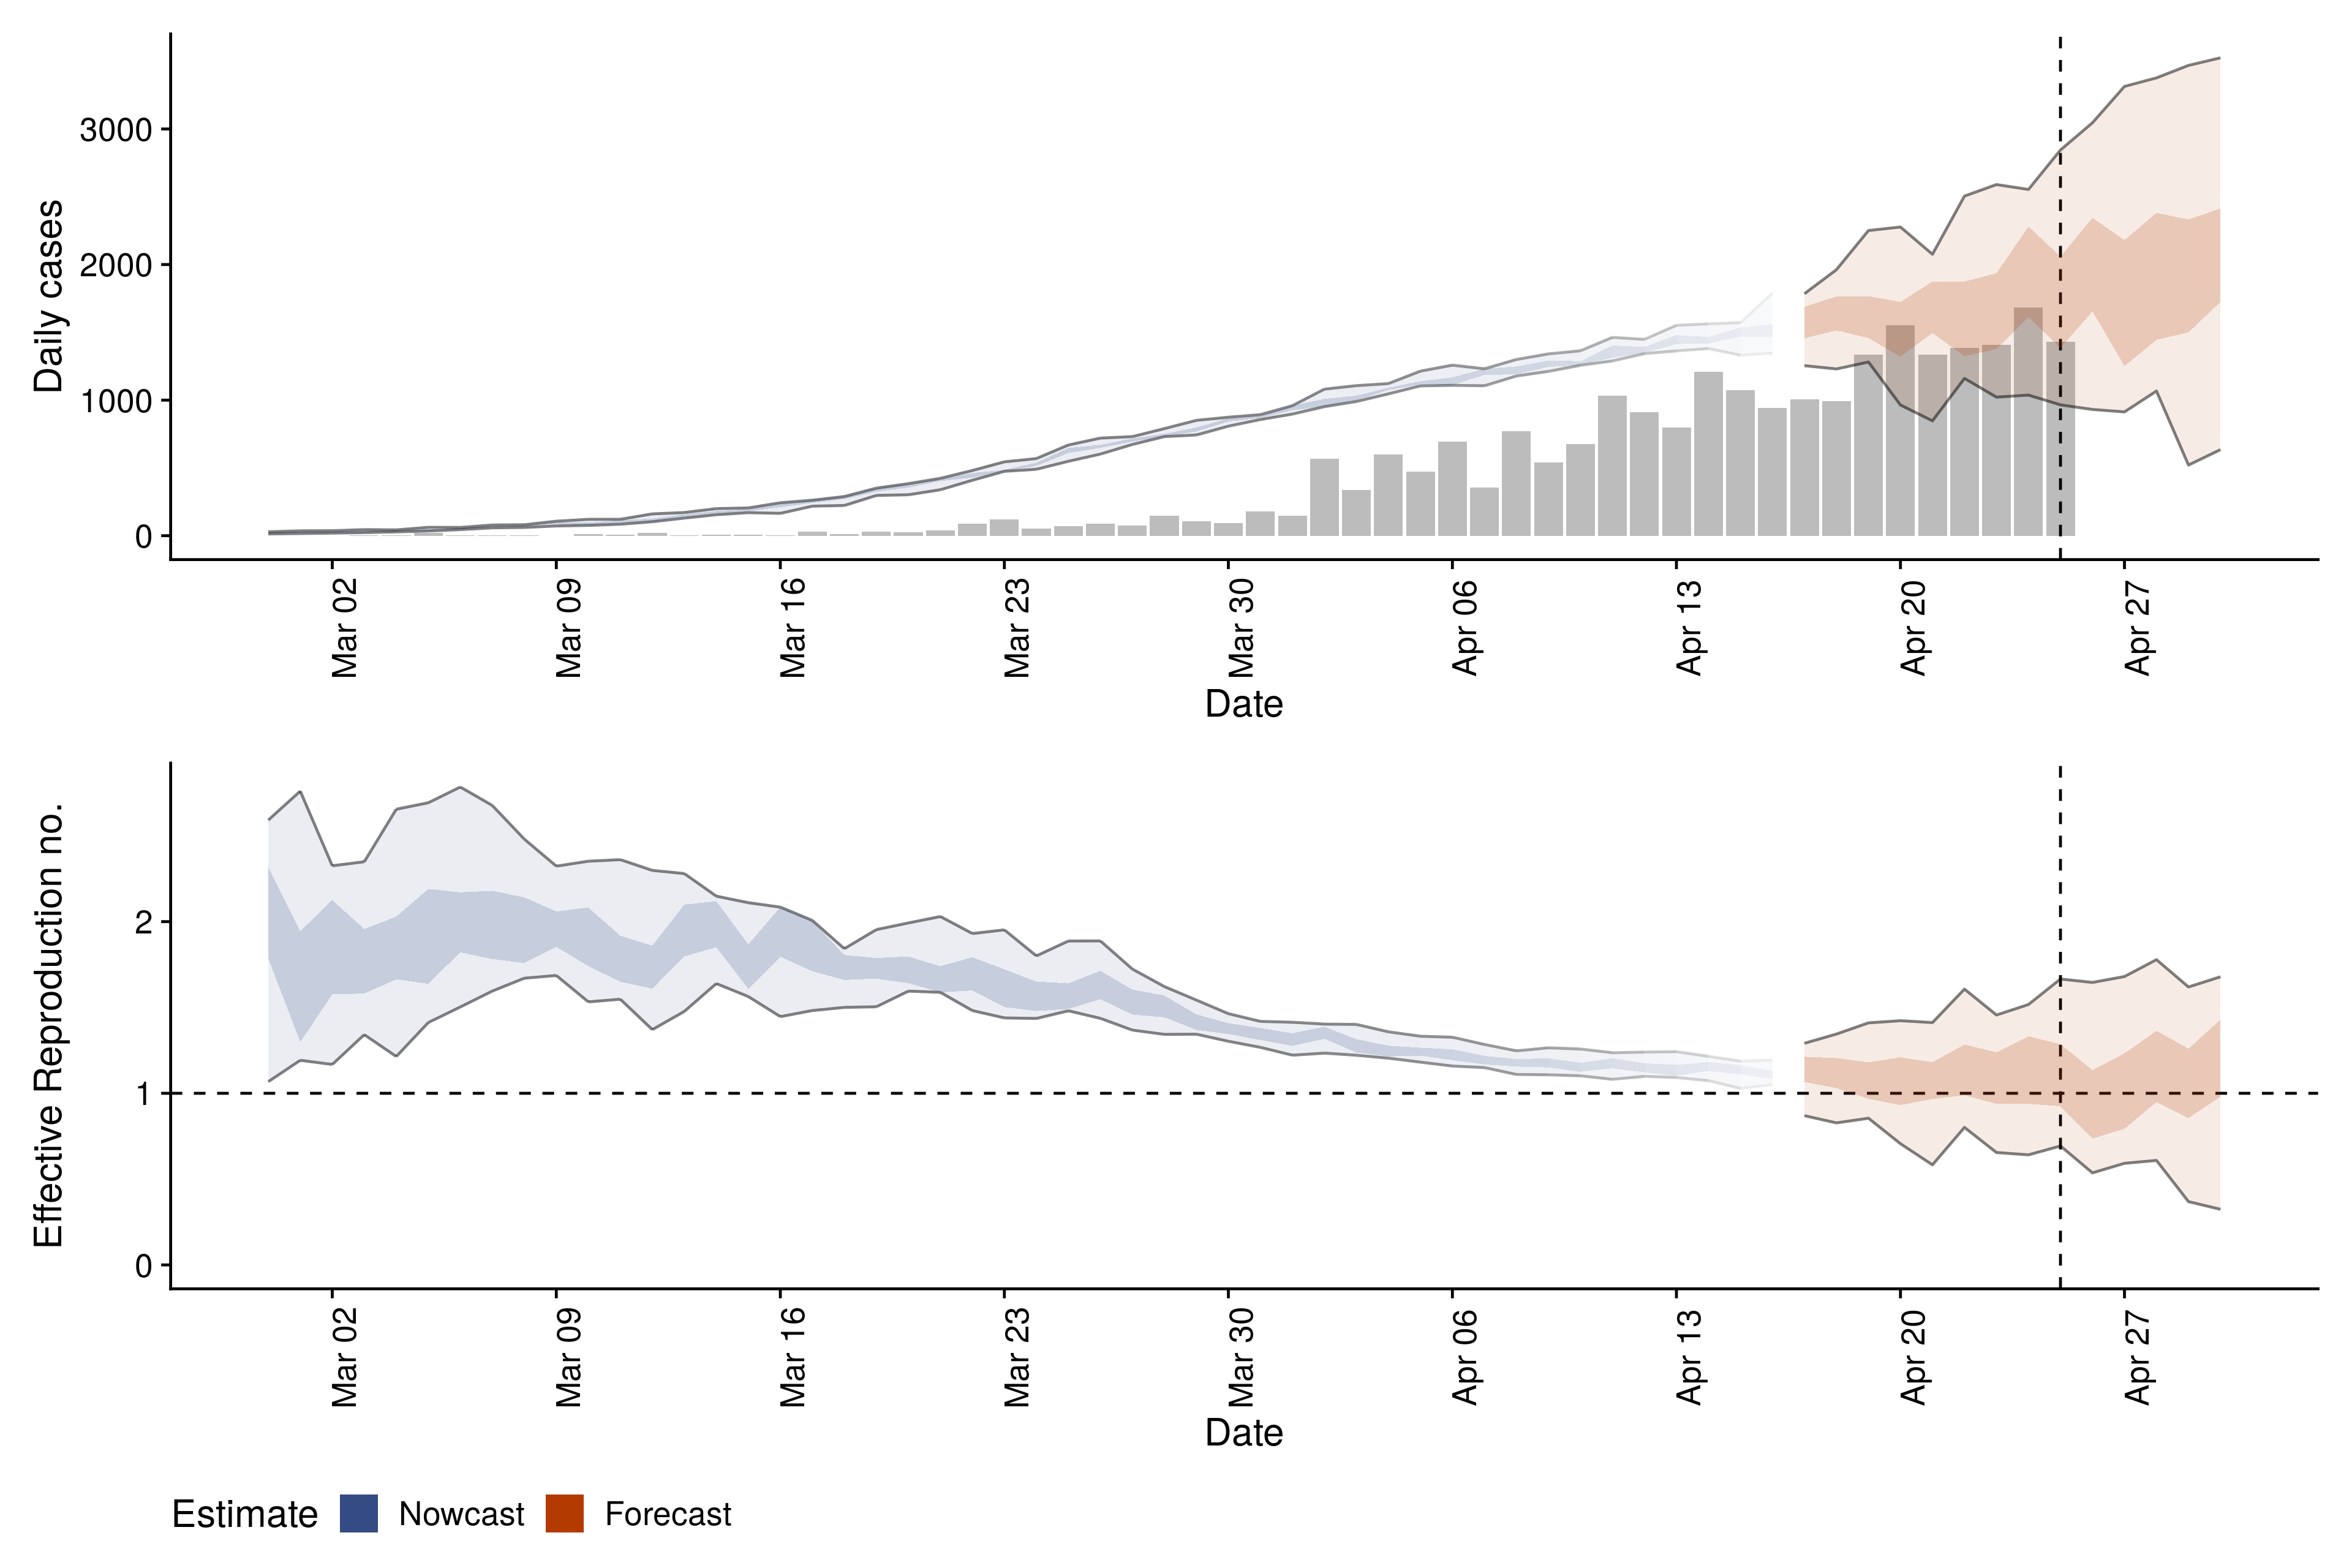 Daily cases
3000
2000
1000
0
Mar 02
Mar 09
Mar 16
Mar 23
Mar 30
Apr 06
Apr 13
Apr 20
Apr 27
Date
Effective Reproduction no.
2
1
0
Mar 02
Mar 09
Mar 16
Mar 23
Mar 30
Apr 06
Apr 13
Apr 20
Apr 27
Date
Estimate Nowcast Forecast